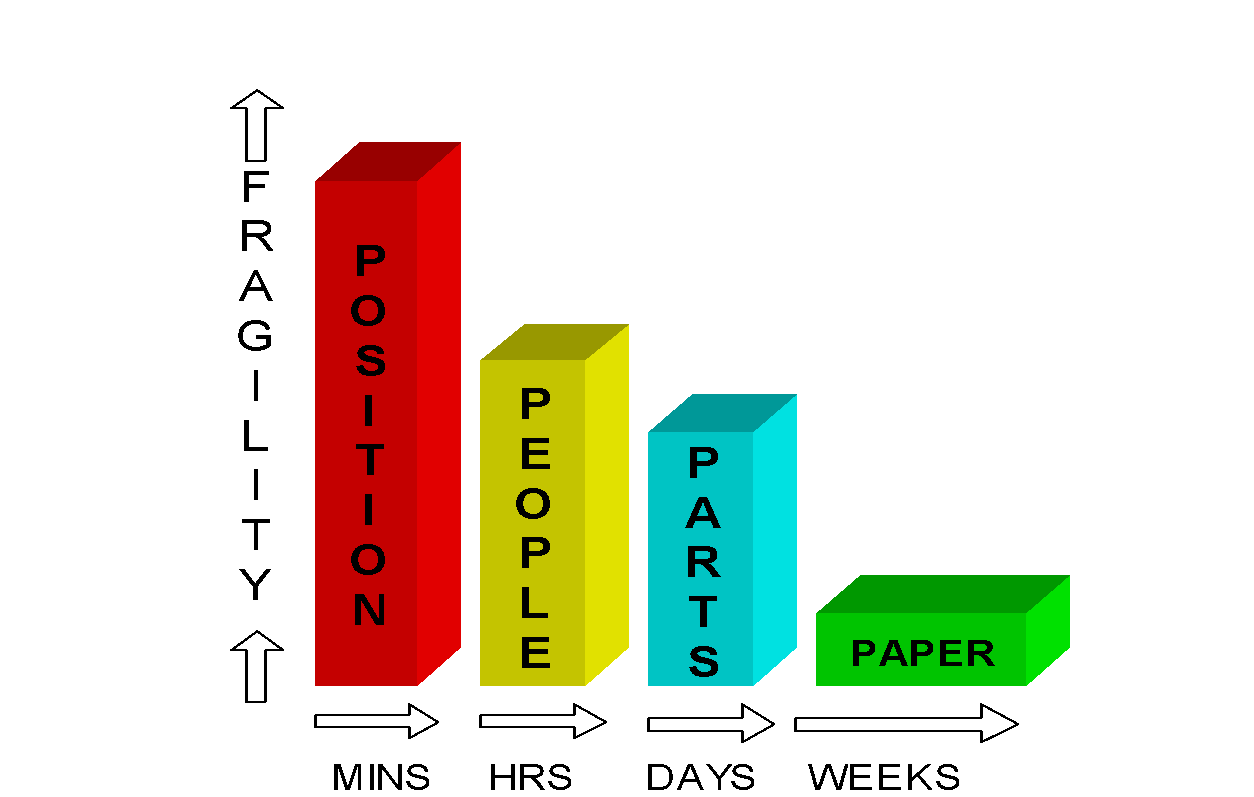 FRAGILITY
POSITION
PEOPLE
PARTS
PAPER
MINS
HRS
DAYS
WEEKS